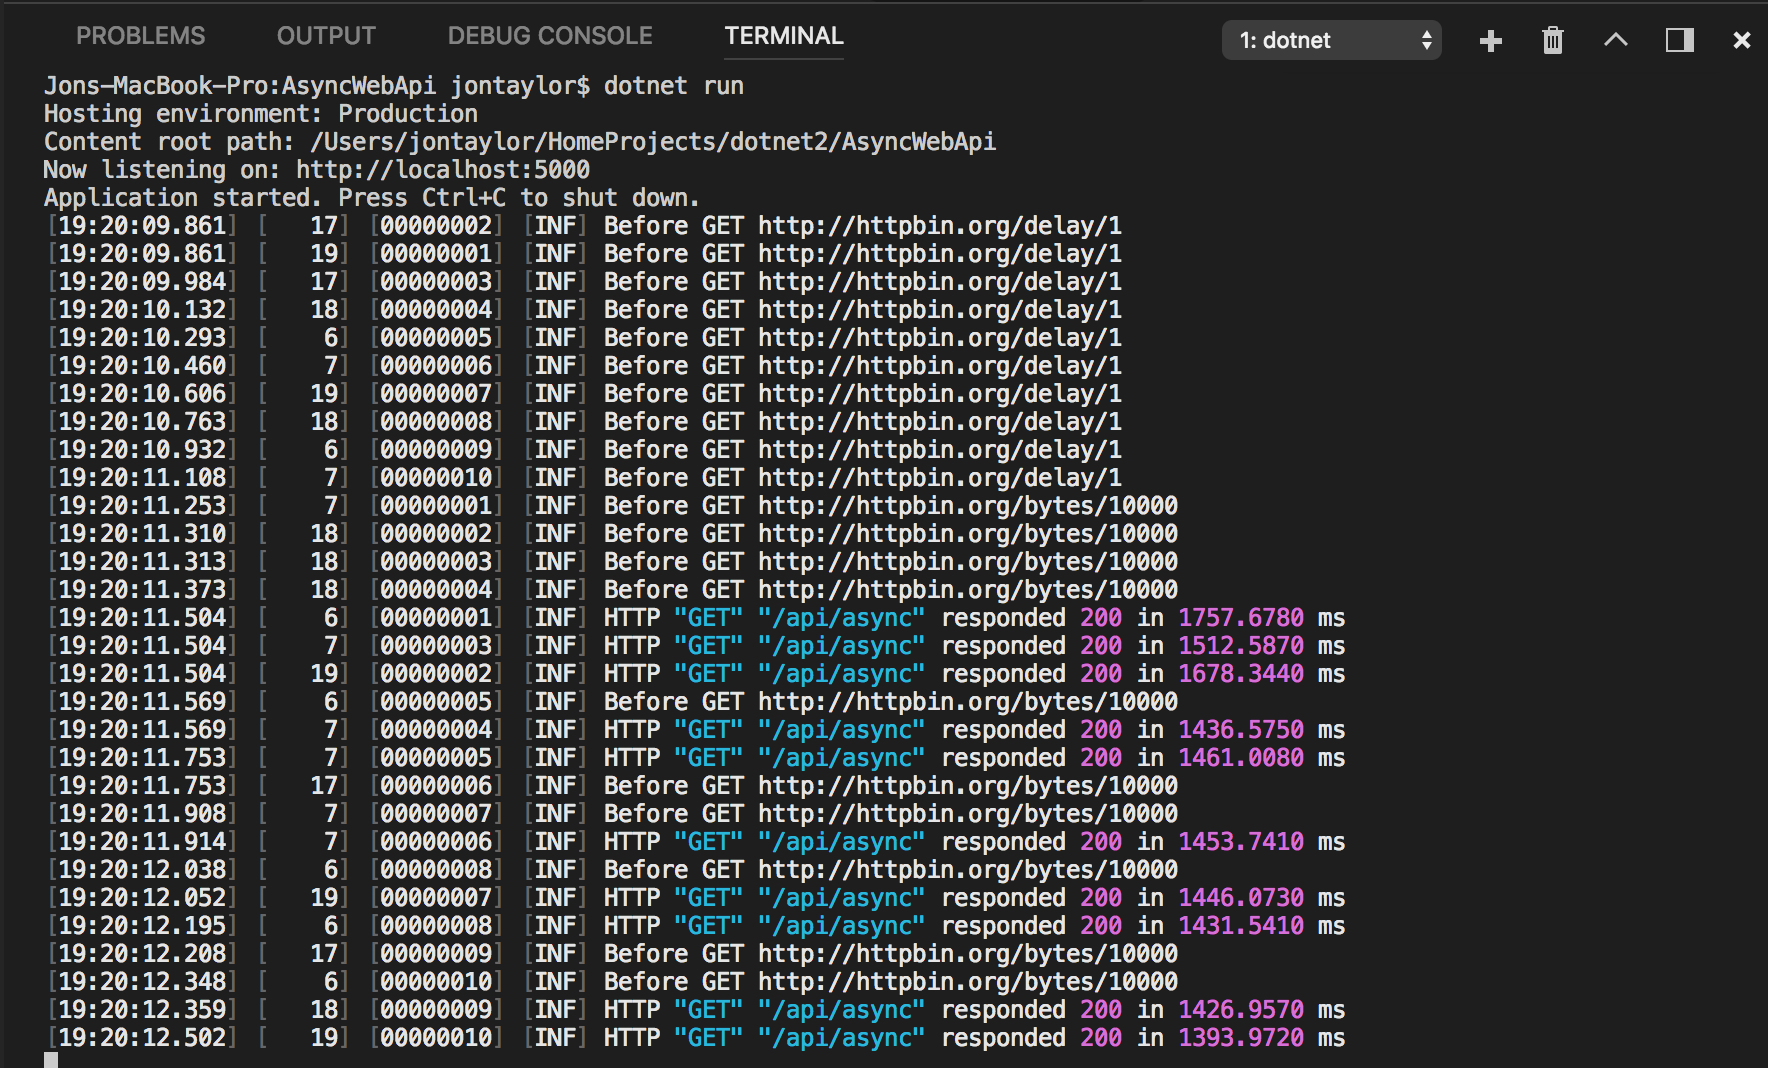 PROBLEMS OUTPUT DEBUG CONSOLE TERMINAL 1: dotnet
Jons-MacBook-Pro:AsyncWebApi jontaylor$ dotnet run
Hosting environment: Production
Content root path: /Users/jontaylor/HomeProjects/dotnet2/AsyncWebApi
Now listening on: http://localhost:5000
Application started. Press Ctrl+C to shut down.
[19:20:09.861] [   17] [00000002] [INF] Before GET http://httpbin.org/delay/1
[19:20:09.861] [   19] [00000001] [INF] Before GET http://httpbin.org/delay/1
[19:20:09.984] [   17] [00000003] [INF] Before GET http://httpbin.org/delay/1
[19:20:10.132] [   18] [00000004] [INF] Before GET http://httpbin.org/delay/1
[19:20:10.293] [    6] [00000005] [INF] Before GET http://httpbin.org/delay/1
[19:20:10.460] [    7] [00000006] [INF] Before GET http://httpbin.org/delay/1
[19:20:10.606] [   19] [00000007] [INF] Before GET http://httpbin.org/delay/1
[19:20:10.763] [   18] [00000008] [INF] Before GET http://httpbin.org/delay/1
[19:20:10.932] [    6] [00000009] [INF] Before GET http://httpbin.org/delay/1
[19:20:11.108] [    7] [00000010] [INF] Before GET http://httpbin.org/delay/1
[19:20:11.253] [    7] [00000001] [INF] Before GET http://httpbin.org/bytes/10000
[19:20:11.310] [   18] [00000002] [INF] Before GET http://httpbin.org/bytes/10000
[19:20:11.313] [   18] [00000003] [INF] Before GET http://httpbin.org/bytes/10000
[19:20:11.373] [   18] [00000004] [INF] Before GET http://httpbin.org/bytes/10000
[19:20:11.504] [    6] [00000001] [INF] HTTP "GET" "/api/async" responded 200 in 1757.6780 ms
[19:20:11.504] [    7] [00000003] [INF] HTTP "GET" "/api/async" responded 200 in 1512.5870 ms
[19:20:11.504] [   19] [00000002] [INF] HTTP "GET" "/api/async" responded 200 in 1678.3440 ms
[19:20:11.569] [    6] [00000005] [INF] Before GET http://httpbin.org/bytes/10000
[19:20:11.569] [    7] [00000004] [INF] HTTP "GET" "/api/async" responded 200 in 1436.5750 ms
[19:20:11.753] [    7] [00000005] [INF] HTTP "GET" "/api/async" responded 200 in 1461.0080 ms
[19:20:11.753] [   17] [00000006] [INF] Before GET http://httpbin.org/bytes/10000
[19:20:11.908] [    7] [00000007] [INF] Before GET http://httpbin.org/bytes/10000
[19:20:11.914] [    7] [00000006] [INF] HTTP "GET" "/api/async" responded 200 in 1453.7410 ms
[19:20:12.038] [    6] [00000008] [INF] Before GET http://httpbin.org/bytes/10000
[19:20:12.052] [   19] [00000007] [INF] HTTP "GET" "/api/async" responded 200 in 1446.0730 ms
[19:20:12.195] [    6] [00000008] [INF] HTTP "GET" "/api/async" responded 200 in 1431.5410 ms
[19:20:12.208] [   17] [00000009] [INF] Before GET http://httpbin.org/bytes/10000
[19:20:12.348] [    6] [00000010] [INF] Before GET http://httpbin.org/bytes/10000
[19:20:12.359] [   18] [00000009] [INF] HTTP "GET" "/api/async" responded 200 in 1426.9570 ms
[19:20:12.502] [   19] [00000010] [INF] HTTP "GET" "/api/async" responded 200 in 1393.9720 ms